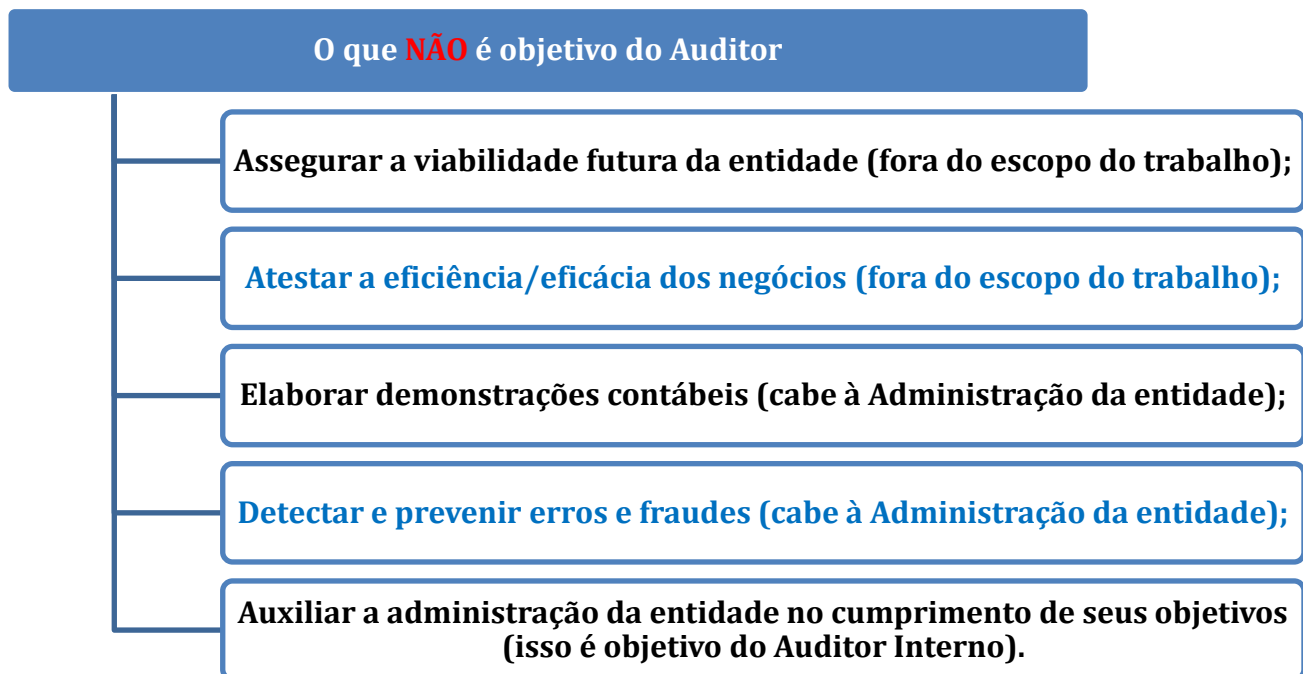 O que NÃO é objetivo do Auditor
Assegurar a viabilidade futura da entidade (fora do escopo do trabalho);
Atestar a eficiência/eficácia dos negócios (fora do escopo do trabalho);
Elaborar demonstrações contábeis (cabe à Administração da entidade);
Detectar e prevenir erros e fraudes (cabe à Administração da entidade);
Auxiliar a administração da entidade no cumprimento de seus objetivos
(isso é objetivo do Auditor Interno).